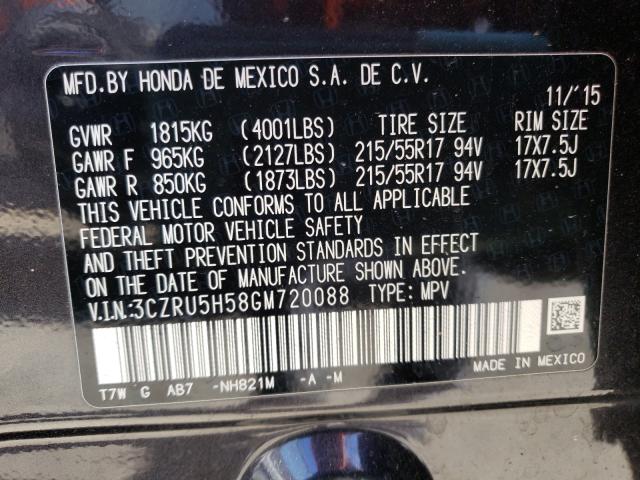 MFD.BY HONDA DE MEXICO S.A. DE C.V.
11/'15
GVWR 1815KG (4001LBS) TIRE SIZE RIM SIZE
GAWR F 965KG (2127LBS) 215/55R17 94V 17X7.5J
GAWR R 850KG (1873LBS) 215/55R17 94V 17X7.5J
THIS VEHICLE CONFORMS TO ALL APPLICABLE
FEDERAL MOTOR VEHICLE SAFETY
AND THEFT PREVENTION STANDARDS IN EFFECT
ON THE DATE OF MANUFACTURE SHOWN ABOVE.
V.I.N:3CZRU5H58GM720088 TYPE: MPV
MADE IN MEXICO
T7W G AB7 -NH821M -A -M